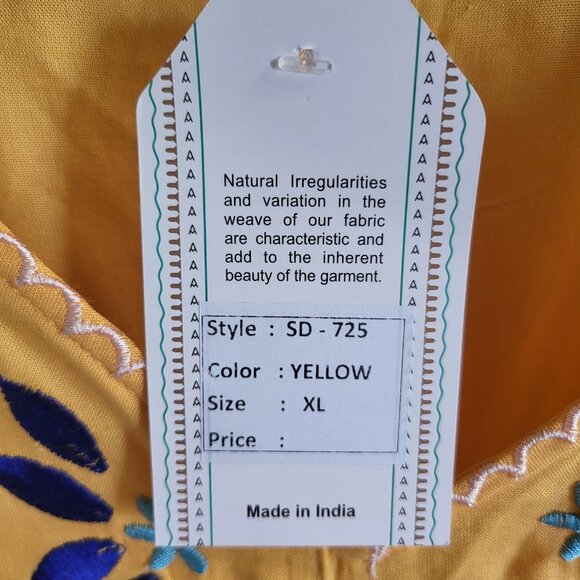 Natural Irregularities
and variation in the
weave of our fabric
are characteristic and
add to the inherent
beauty of the garment.
Style : SD - 725
Color : YELLOW
Size : XL
Price :
Made in India